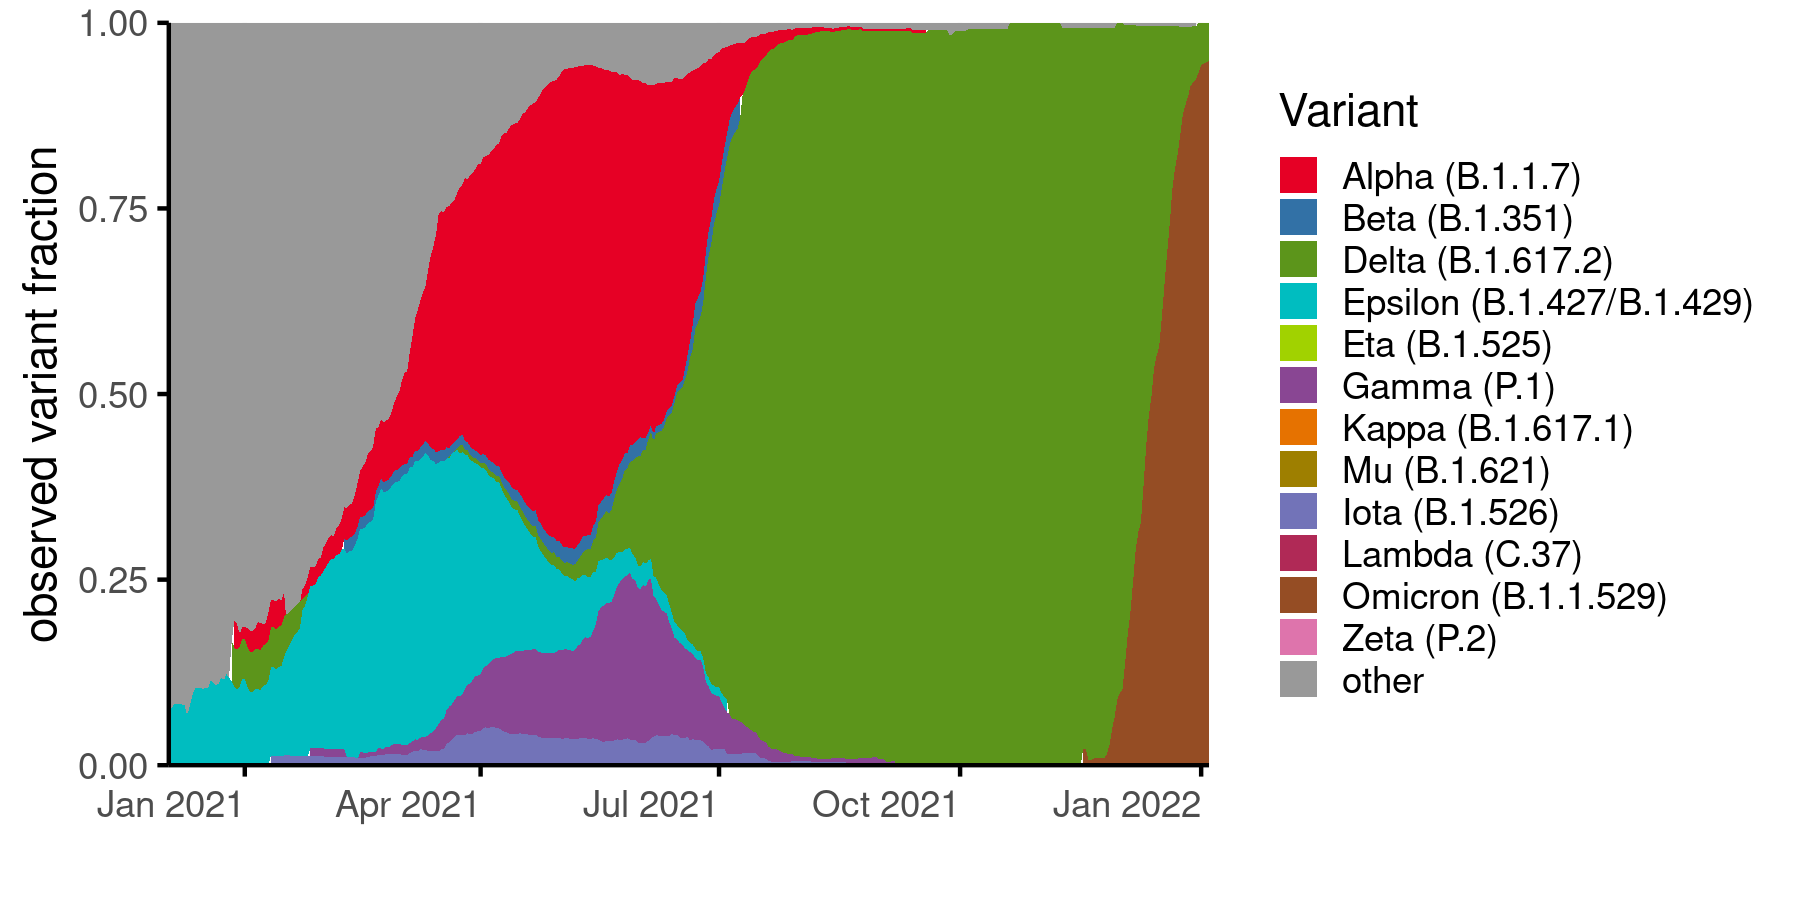 observed variant fraction
1.00
0.75
0.50
0.25
0.00
Jan 2021
Apr 2021
Jul 2021
Oct 2021
Jan 2022
Variant
Alpha (B.1.1.7)
Beta (B.1.351)
Delta (B.1.617.2)
Epsilon (B.1.427/B.1.429)
Eta (B.1.525)
Gamma (P.1)
Kappa (B.1.617.1)
Mu (B.1.621)
Iota (B.1.526)
Lambda (C.37)
Omicron (B.1.1.529)
Zeta (P.2)
other